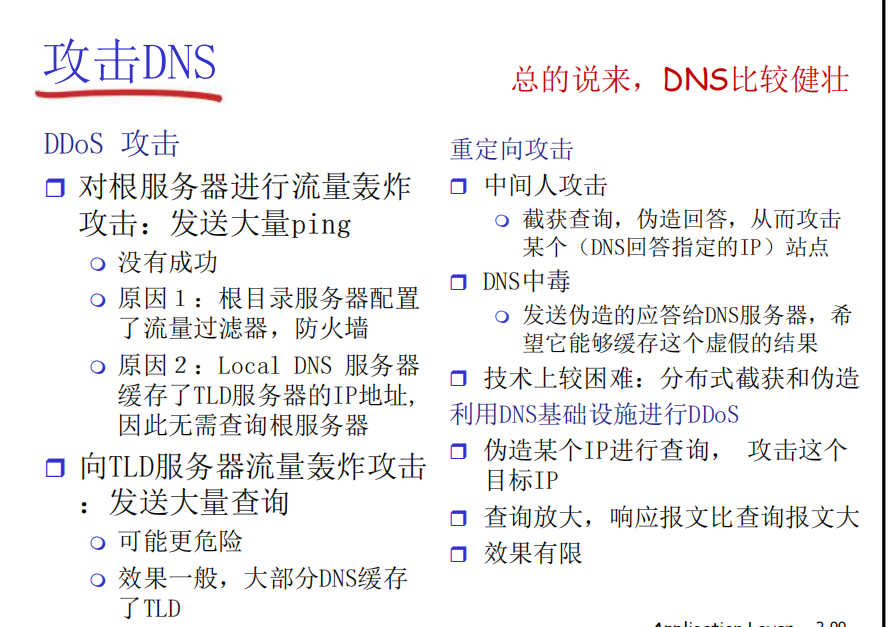 攻击DNS
总的说来，DNS比较健壮
DDoS 攻击
对根服务器进行流量轰炸
攻击：发送大量ping
没有成功
原因１：根目录服务器配置
了流量过滤器，防火墙
原因２：Local DNS 服务器
缓存了TLD服务器的IP地址,
因此无需查询根服务器
向TLD服务器流量轰炸攻击
：发送大量查询
可能更危险
效果一般，大部分DNS缓存
了TLD
重定向攻击
中间人攻击
截获查询，伪造回答，从而攻击
某个（DNS回答指定的IP）站点
DNS中毒
发送伪造的应答给DNS服务器，希
望它能够缓存这个虚假的结果
技术上较困难：分布式截获和伪造
利用DNS基础设施进行DDoS
伪造某个IP进行查询， 攻击这个
目标IP
查询放大，响应报文比查询报文大
效果有限